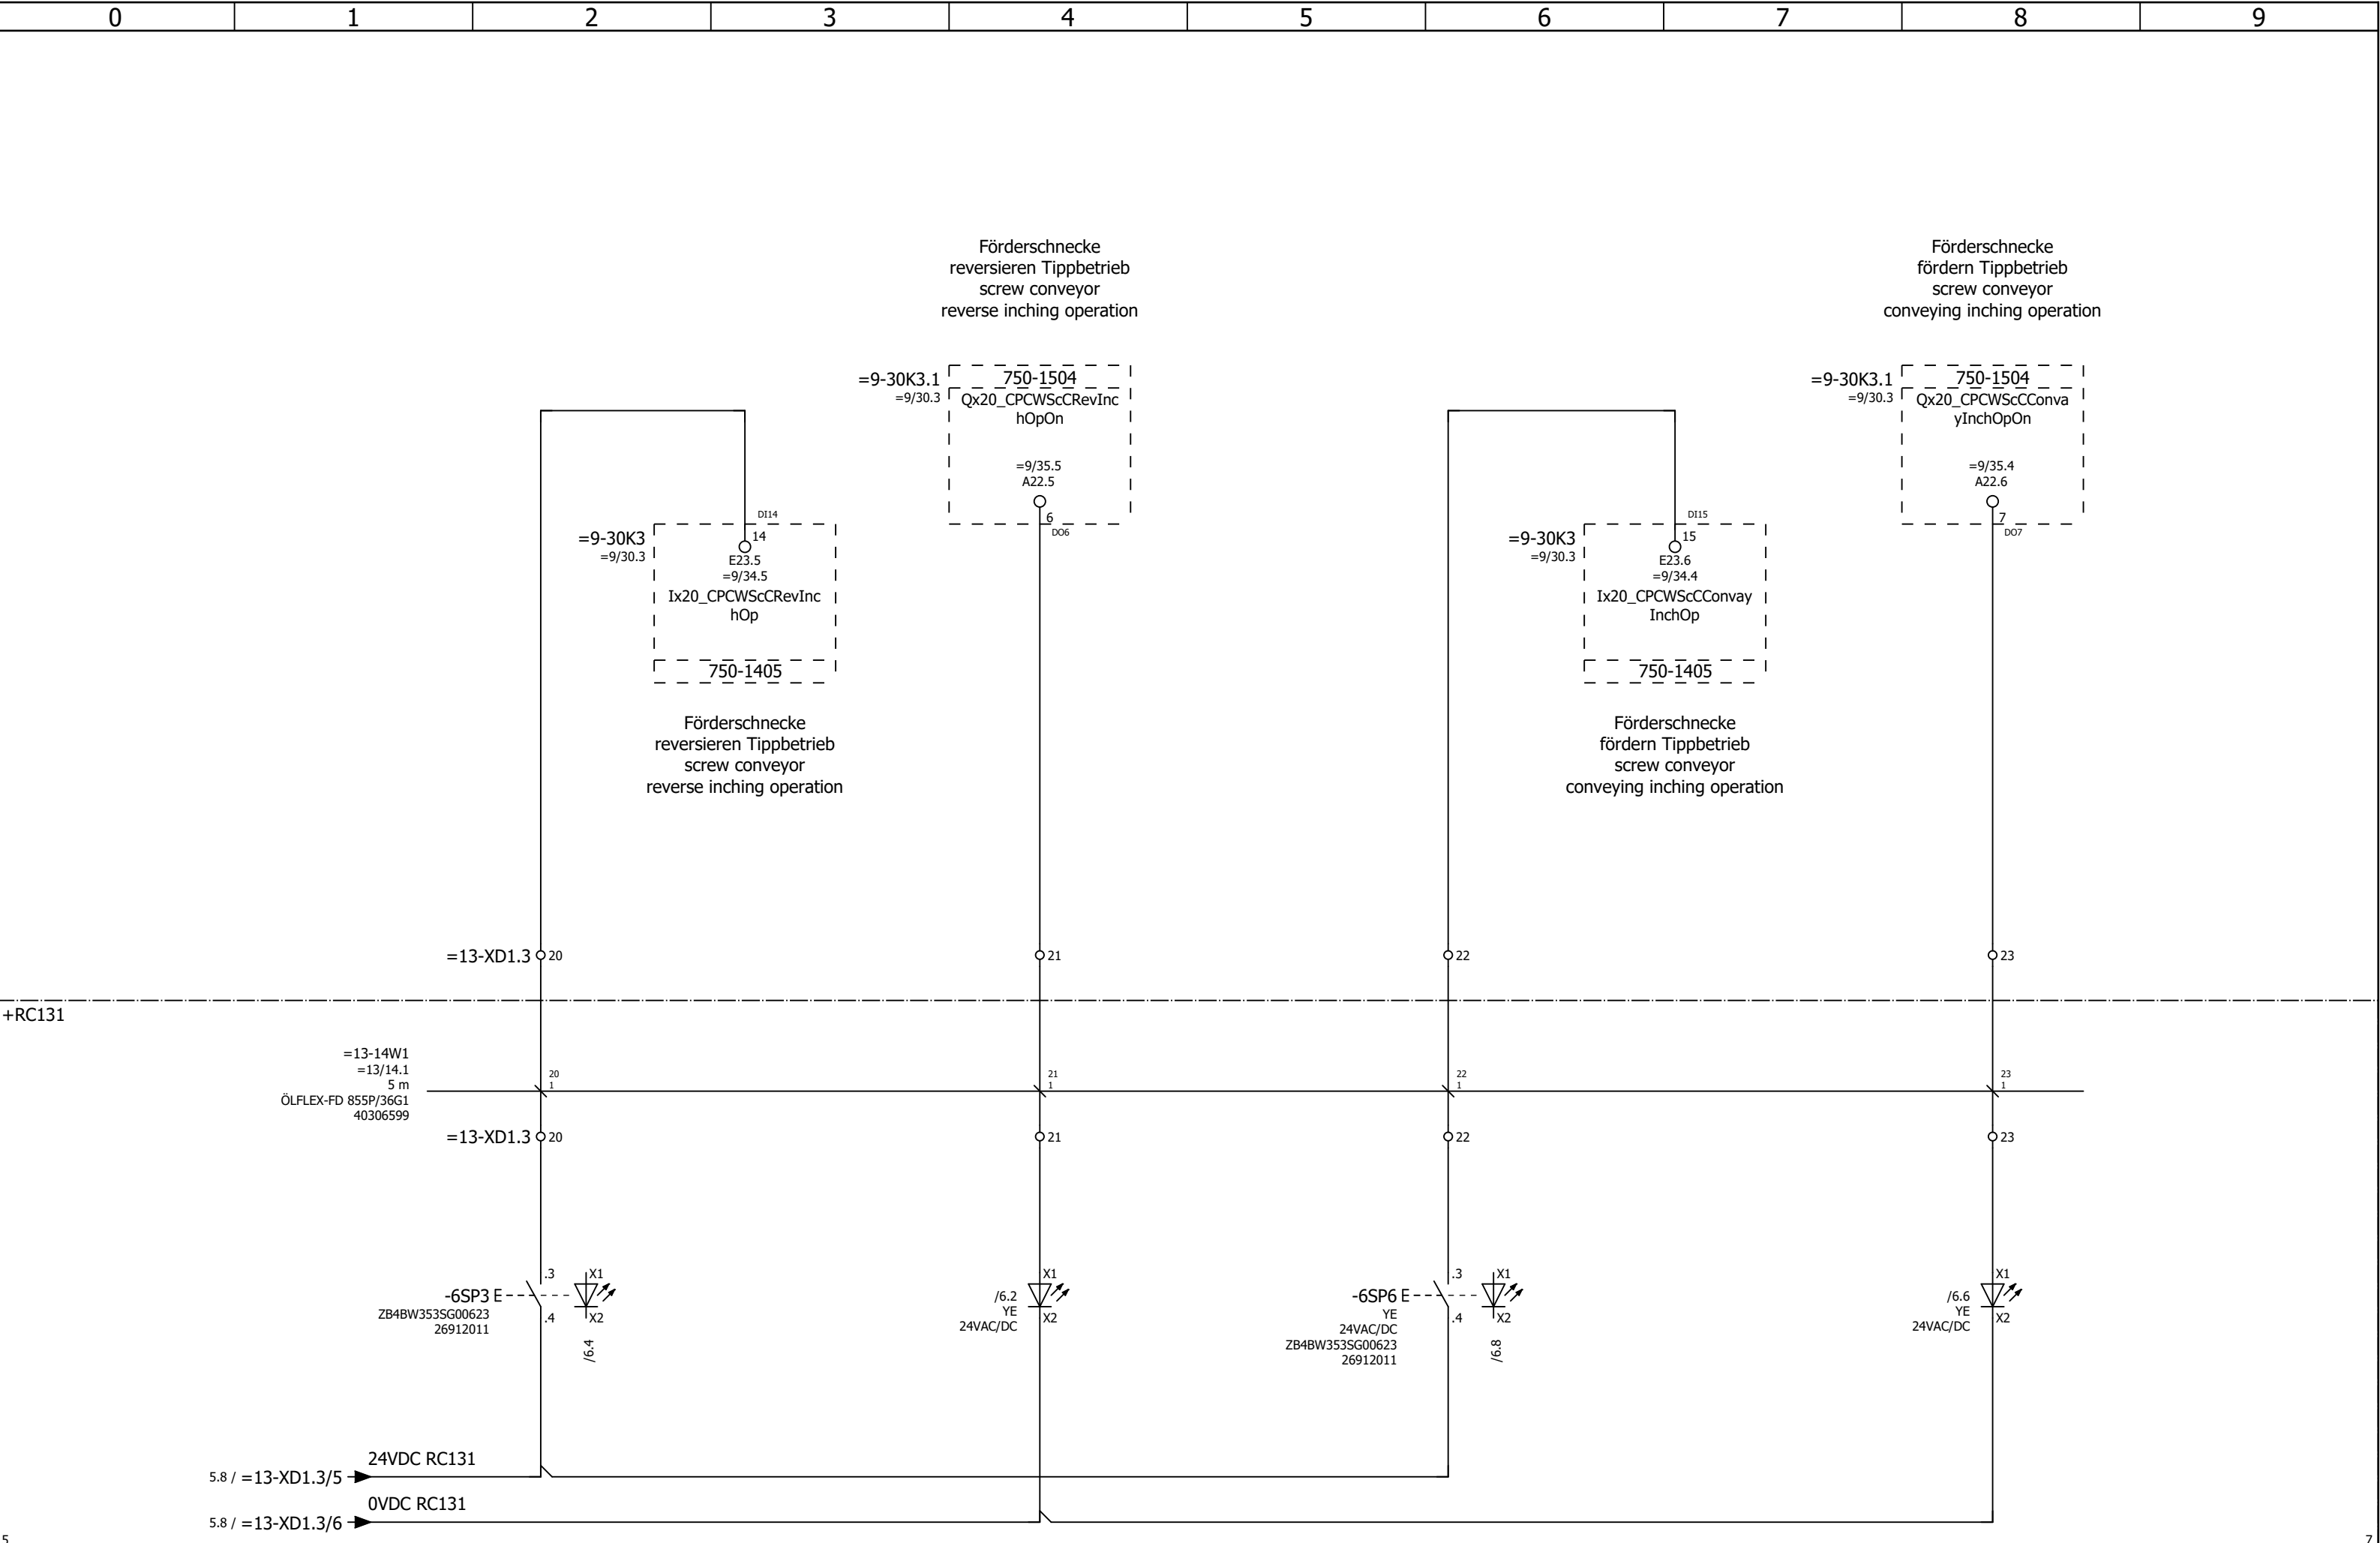 0 1 2 3 4 5 6 7 8 9
Förderschnecke
reversieren Tippbetrieb
screw conveyor
reverse inching operation
Förderschnecke
fördern Tippbetrieb
screw conveyor
conveying inching operation
=9-30K3.1
=9/30.3
750-1504
Qx20_CPCWScCRevInc
hOpOn
=9/35.5
A22.5
6
DO6
=9-30K3.1
=9/30.3
750-1504
Qx20_CPCWScCConva
yInchOpOn
=9/35.4
A22.6
7
DO7
=9-30K3
=9/30.3
DI14
14
E23.5
=9/34.5
Ix20_CPCWScCRevInc
hOp
750-1405
Förderschnecke
reversieren Tippbetrieb
screw conveyor
reverse inching operation
=9-30K3
=9/30.3
DI15
15
E23.6
=9/34.4
Ix20_CPCWScCConvay
InchOp
750-1405
Förderschnecke
fördern Tippbetrieb
screw conveyor
conveying inching operation
=13-XD1.3 20 21 22 23
+RC131
=13-14W1
=13/14.1
5 m
ÖLFLEX-FD 855P/36G1
40306599
20 21 22 23
1 1 1 1
=13-XD1.3 20 21 22 23
-6SP3
ZB4BW353SG00623
26912011
.3
.4
X1
X2
/6.4
/6.2
YE
24VAC/DC
X1
X2
-6SP6
YE
24VAC/DC
ZB4BW353SG00623
26912011
.3
.4
X1
X2
/6.8
/6.6
YE
24VAC/DC
X1
X2
24VDC RC131
5.8 / =13-XD1.3/5
0VDC RC131
5.8 / =13-XD1.3/6
5
7